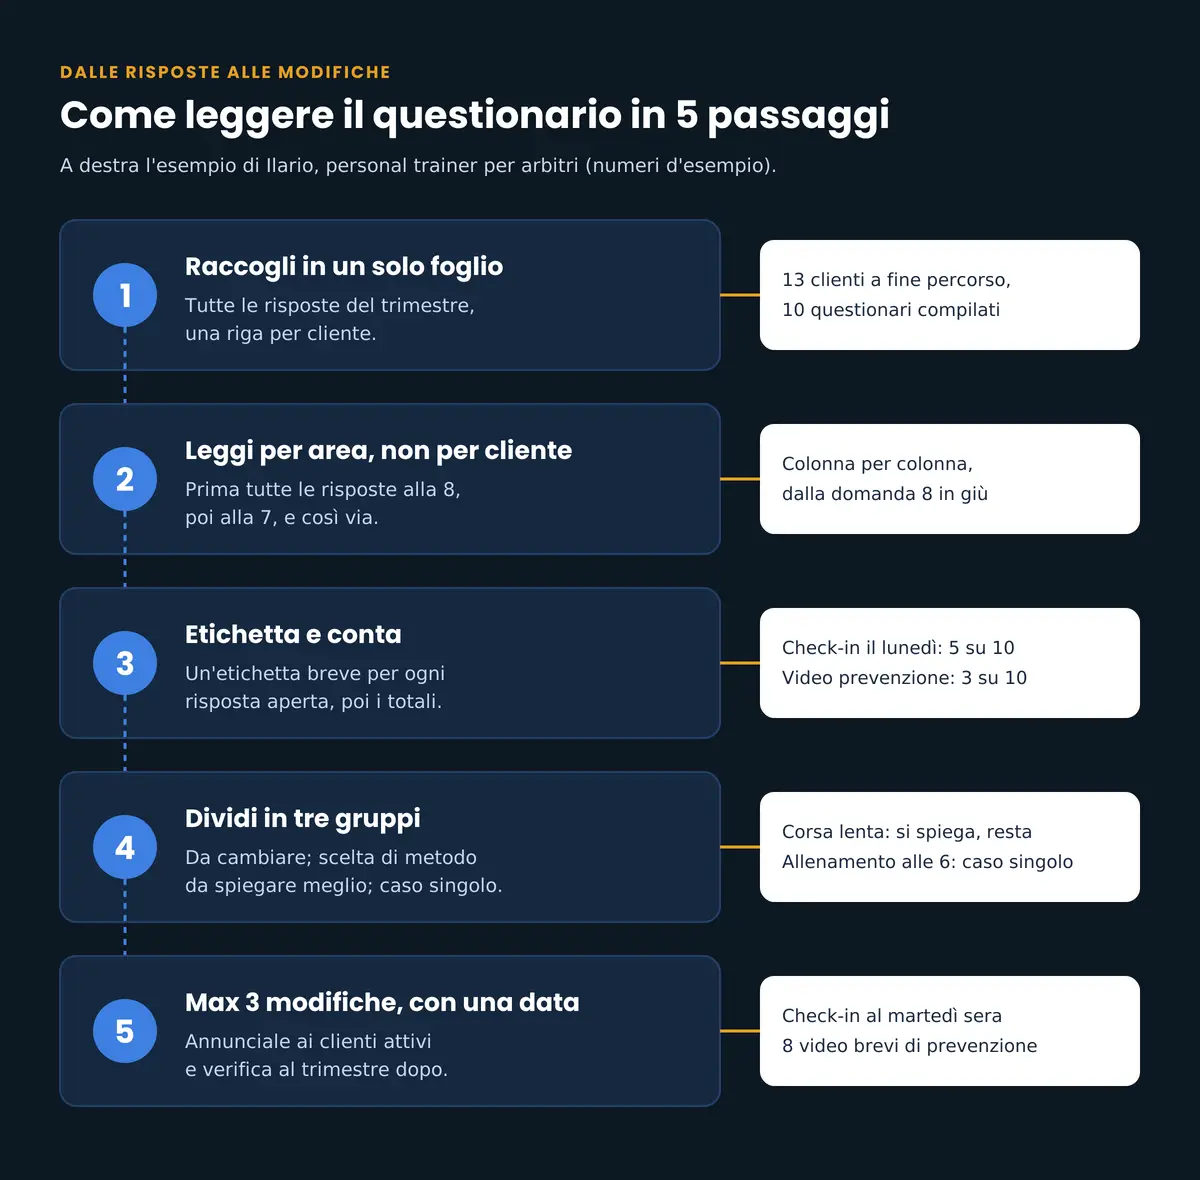 DALLE RISPOSTE ALLE MODIFICHE
Come leggere il questionario in 5 passaggi
A destra l'esempio di Ilario, personal trainer per arbitri (numeri d'esempio).
1
Raccogli in un solo foglio
Tutte le risposte del trimestre,
una riga per cliente.
13 clienti a fine percorso,
10 questionari compilati
2
Leggi per area, non per cliente
Prima tutte le risposte alla 8,
poi alla 7, e così via.
Colonna per colonna,
dalla domanda 8 in giù
3
Etichetta e conta
Un'etichetta breve per ogni
risposta aperta, poi i totali.
Check-in il lunedì: 5 su 10
Video prevenzione: 3 su 10
4
Dividi in tre gruppi
Da cambiare; scelta di metodo
da spiegare meglio; caso singolo.
Corsa lenta: si spiega, resta
Allenamento alle 6: caso singolo
5
Max 3 modifiche, con una data
Annunciale ai clienti attivi
e verifica al trimestre dopo.
Check-in al martedì sera
8 video brevi di prevenzione